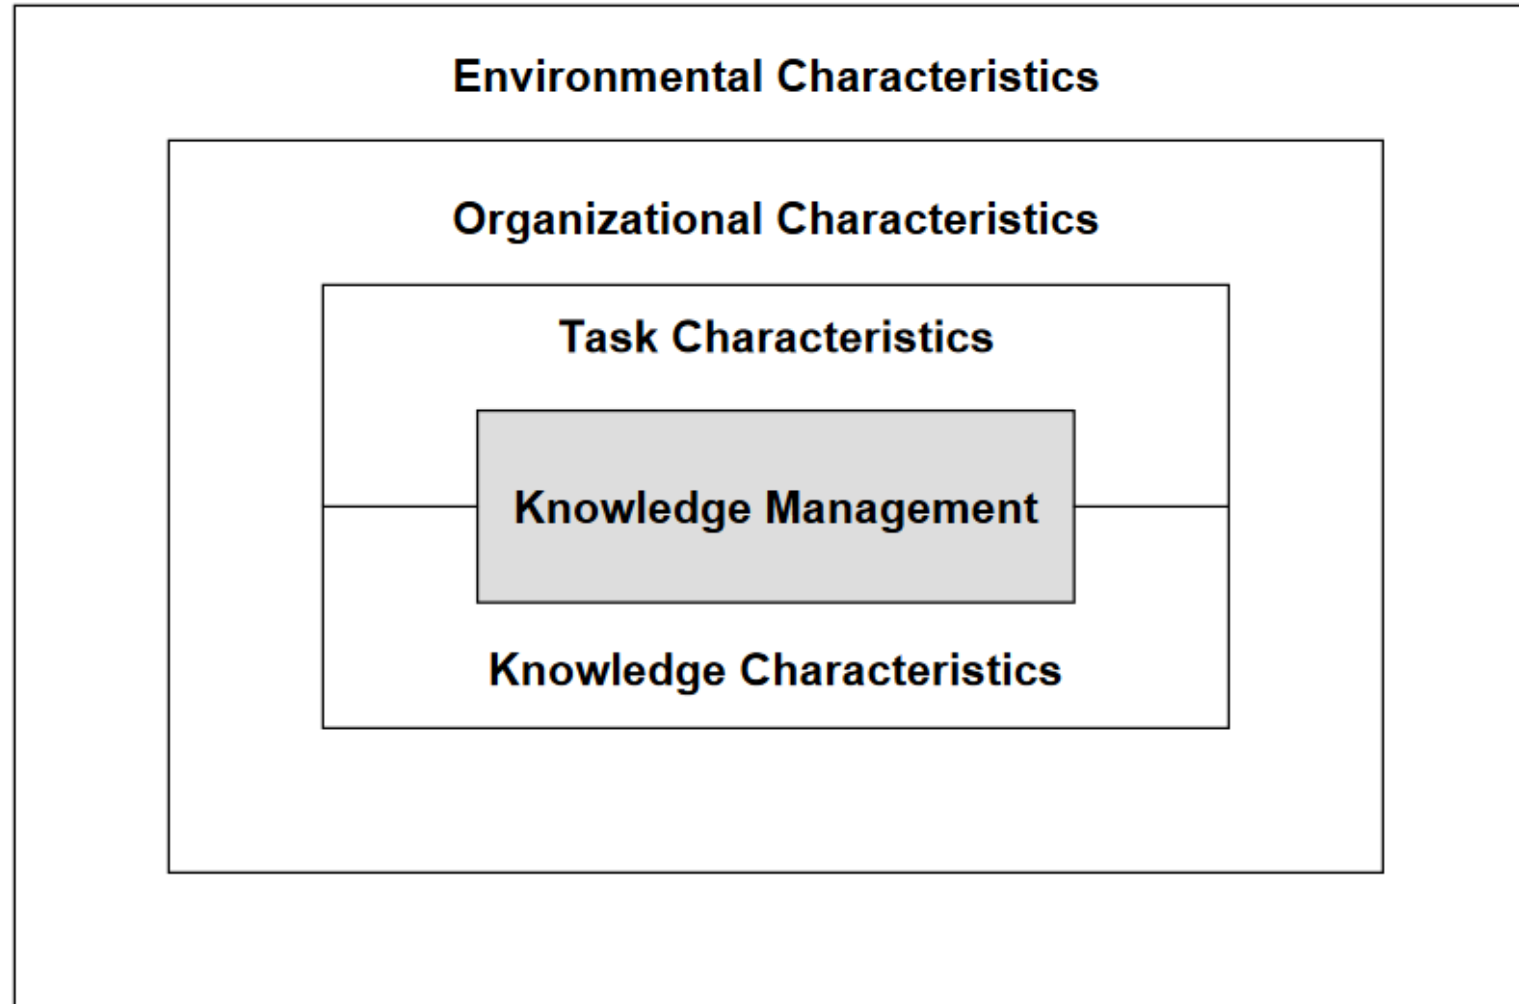 Environmental Characteristics
Organizational Characteristics
Task Characteristics
Knowledge Management
Knowledge Characteristics